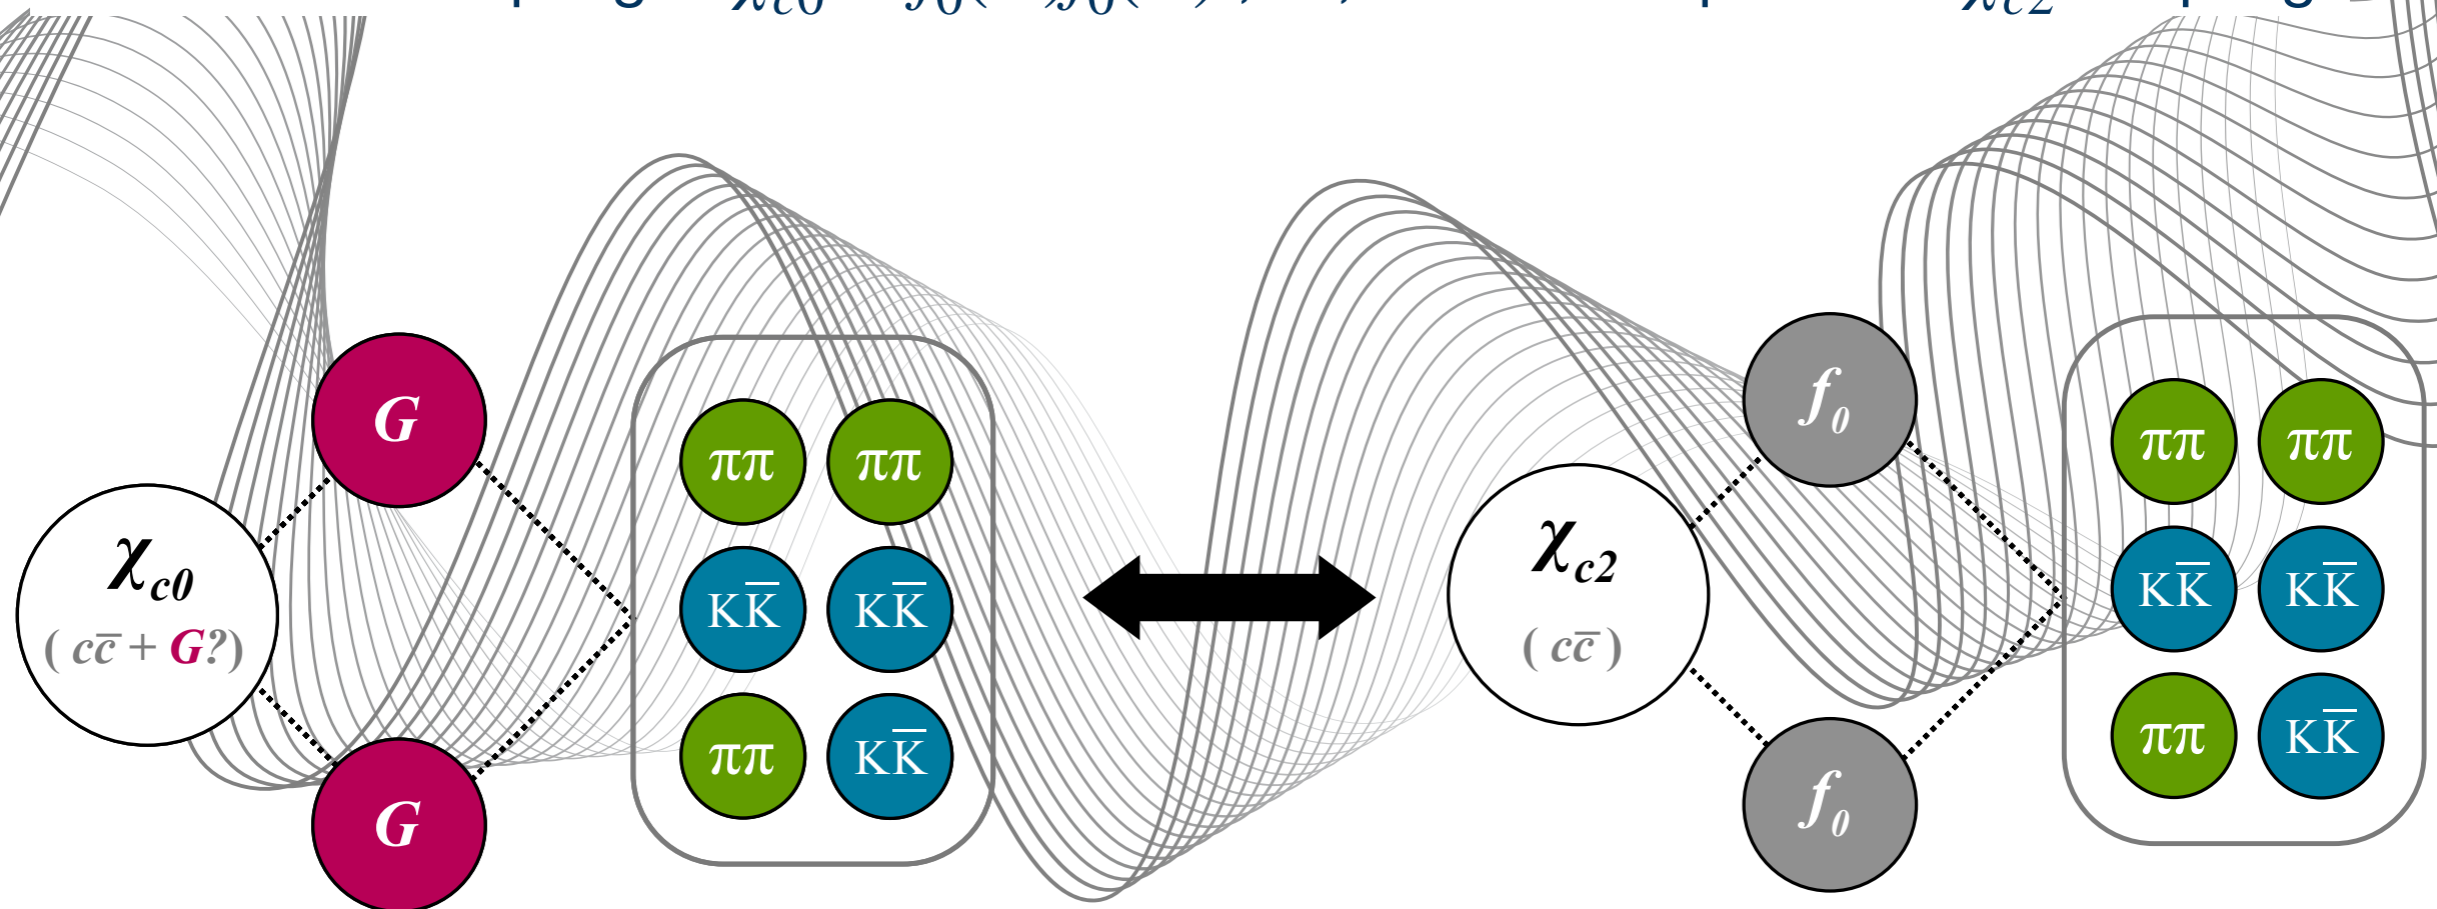 G
ππ ππ
χc0
( cc̅ + G?)
KK̅ KK̅
G
ππ KK̅
f0
ππ ππ
χc2
( cc̅ )
KK̅ KK̅
f0
ππ KK̅